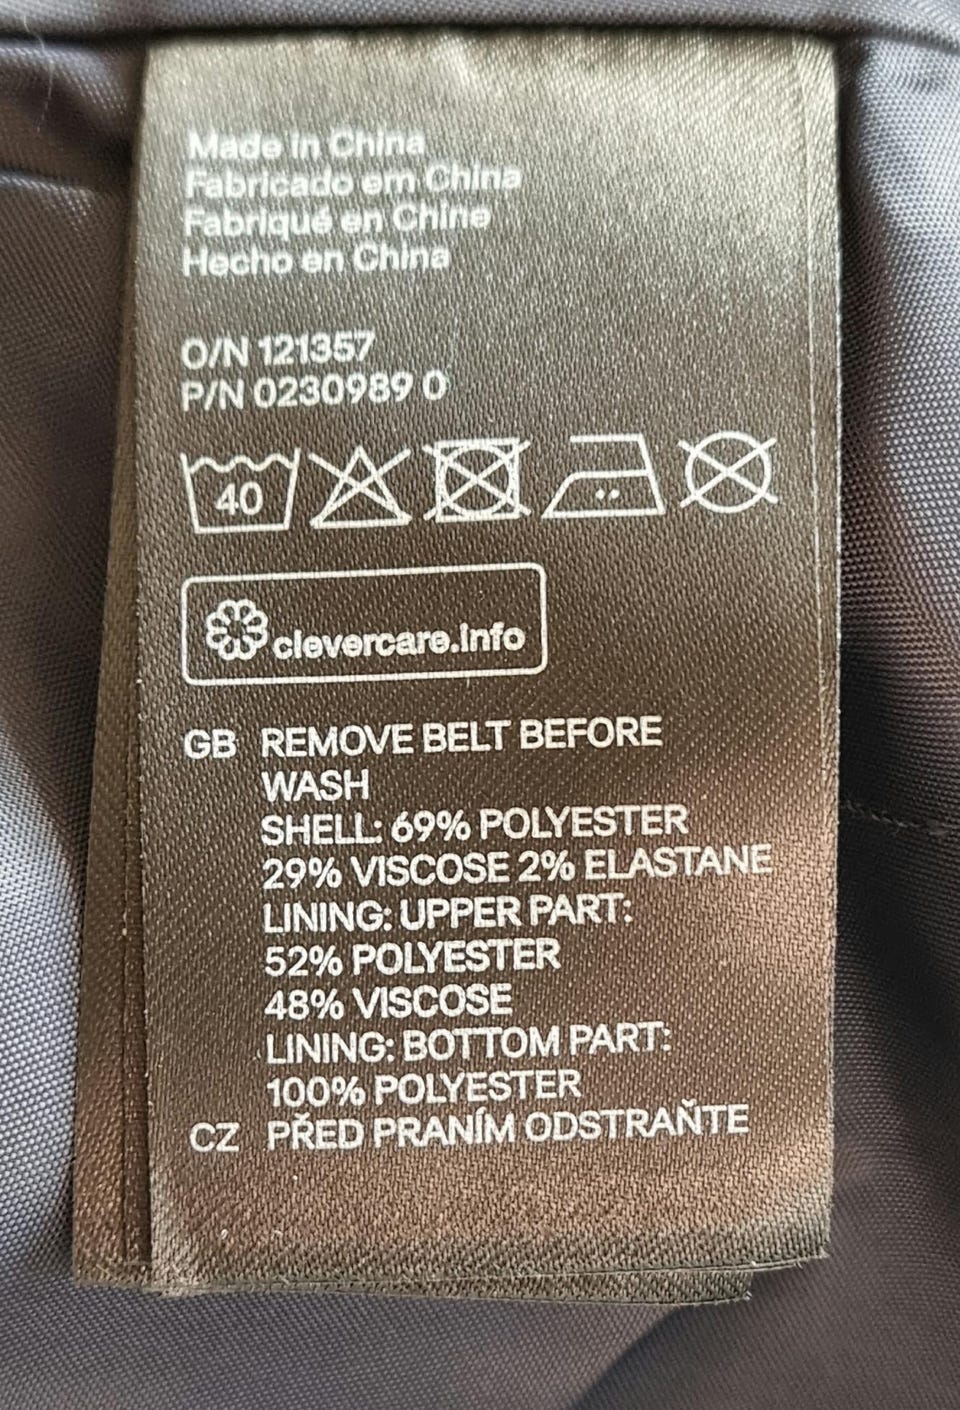 Made in China
Fabricado em China
Fabriqué en Chine
Hecho en China
O/N 121357
P/N 0230989 0
40
clevercare.info
GB REMOVE BELT BEFORE
WASH
SHELL: 69% POLYESTER
29% VISCOSE 2% ELASTANE
LINING: UPPER PART:
52% POLYESTER
48% VISCOSE
LINING: BOTTOM PART:
100% POLYESTER
CZ PŘED PRANÍM ODSTRAŇTE